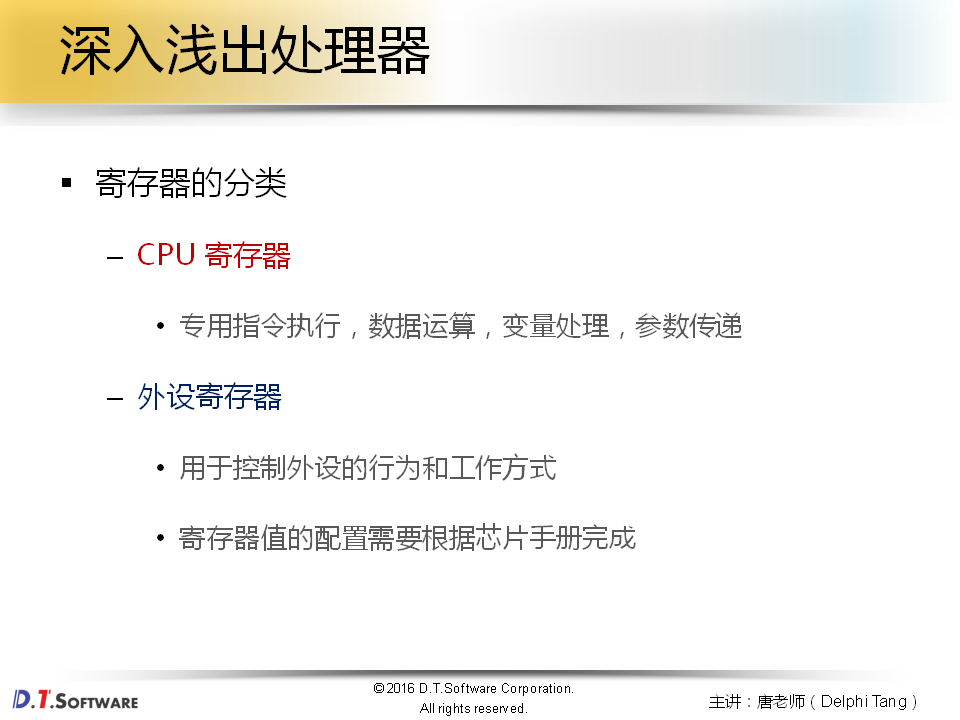 深入浅出处理器
▪ 寄存器的分类
– CPU 寄存器
• 专用指令执行，数据运算，变量处理，参数传递
– 外设寄存器
• 用于控制外设的行为和工作方式
• 寄存器值的配置需要根据芯片手册完成
D.T.SOFTWARE
©2016 D.T.Software Corporation.
All rights reserved.
主讲：唐老师（Delphi Tang）